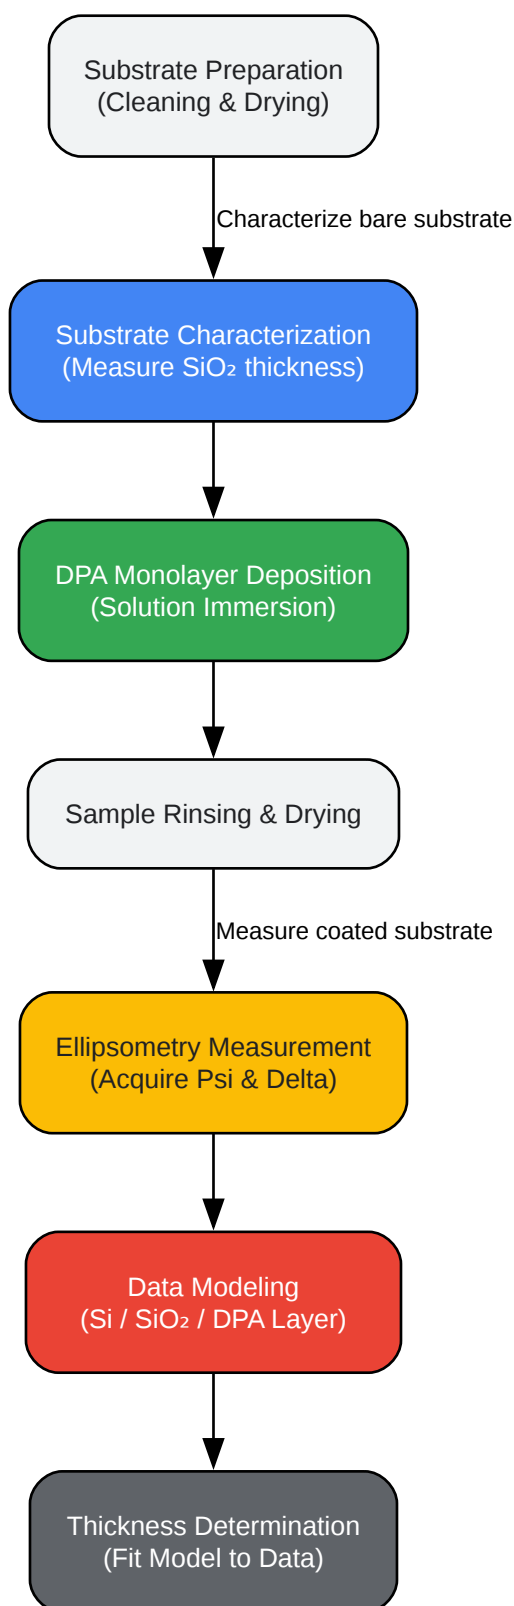 Substrate Preparation
(Cleaning & Drying)
Characterize bare substrate
Substrate Characterization
(Measure SiO₂ thickness)
DPA Monolayer Deposition
(Solution Immersion)
Sample Rinsing & Drying
Measure coated substrate
Ellipsometry Measurement
(Acquire Psi & Delta)
Data Modeling
(Si / SiO₂ / DPA Layer)
Thickness Determination
(Fit Model to Data)